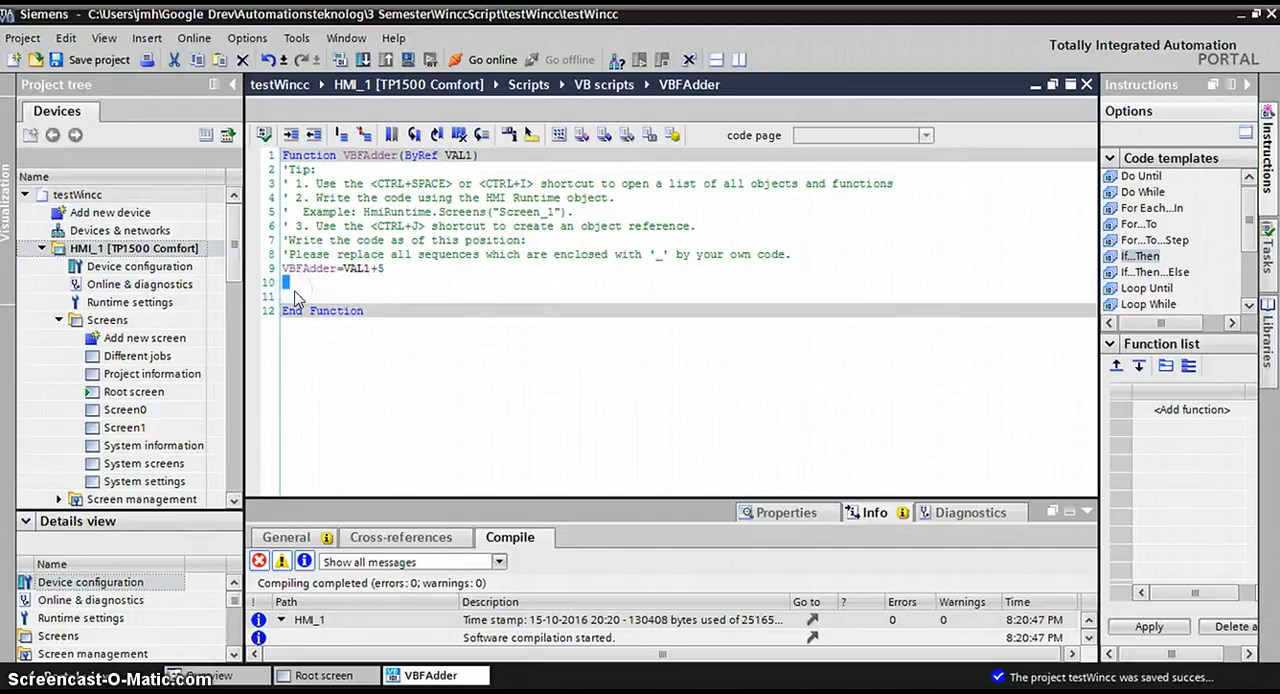 Siemens - C:\Users\jmh\Google Drev\Automationsteknolog\3 Semester\WinccScript\testWincc\testWincc
Project Edit View Insert Online Options Tools Window Help
Totally Integrated Automation
PORTAL
Save project
Go online
Go offline
Project tree
testWincc HMI_1 [TP1500 Comfort] Scripts VB scripts VBFAdder
Instructions
Devices
Options
code page
Name
testWincc
Add new device
Devices & networks
HMI_1 [TP1500 Comfort]
Device configuration
Online & diagnostics
Runtime settings
Screens
Add new screen
Different jobs
Project information
Root screen
Screen0
Screen1
System information
System screens
System settings
Screen management
Visualization
1 Function VBFAdder(ByRef VAL1)
2 'Tip:
3 ' 1. Use the <CTRL+SPACE> or <CTRL+I> shortcut to open a list of all objects and functions
4 ' 2. Write the code using the HMI Runtime object.
5 '  Example: HmiRuntime.Screens("Screen_1").
6 ' 3. Use the <CTRL+J> shortcut to create an object reference.
7 'Write the code as of this position:
8 'Please replace all sequences which are enclosed with '_' by your own code.
9 VBFAdder=VAL1+5
10
11
12 End Function
Code templates
Do Until
Do While
For Each...In
For...To
For...To...Step
If...Then
If...Then...Else
Loop Until
Loop While
Function list
<Add function>
Apply
Delete a
Instructions
Tasks
Libraries
Details view
Name
Device configuration
Online & diagnostics
Runtime settings
Screens
Screen management
Properties
Info
Diagnostics
General
Cross-references
Compile
Show all messages
Compiling completed (errors: 0; warnings: 0)
! Path Description Go to ? Errors Warnings Time
HMI_1 Time stamp: 15-10-2016 20:20 - 130408 bytes used of 25165... 0 0 8:20:47 PM
Software compilation started. 8:20:47 PM
Root screen
VBFAdder
The project testWincc was saved succes...
Screencast-O-Matic.com